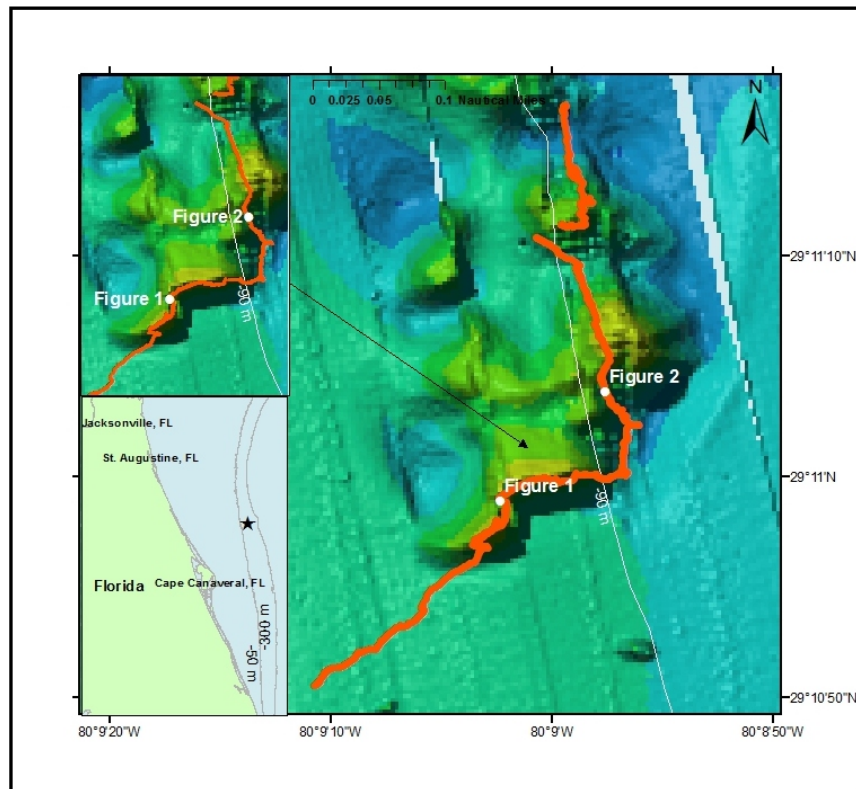 0 0.025 0.05 0.1 Nautical Miles
N
Figure 2
Figure 1
-90 m
29°11'10"N
Figure 2
Figure 1
-90 m
29°11'N
Jacksonville, FL
St. Augustine, FL
Florida
Cape Canaveral, FL
-300 m
-50 m
29°10'50"N
80°9'20"W 80°9'10"W 80°9'W 80°8'50"W